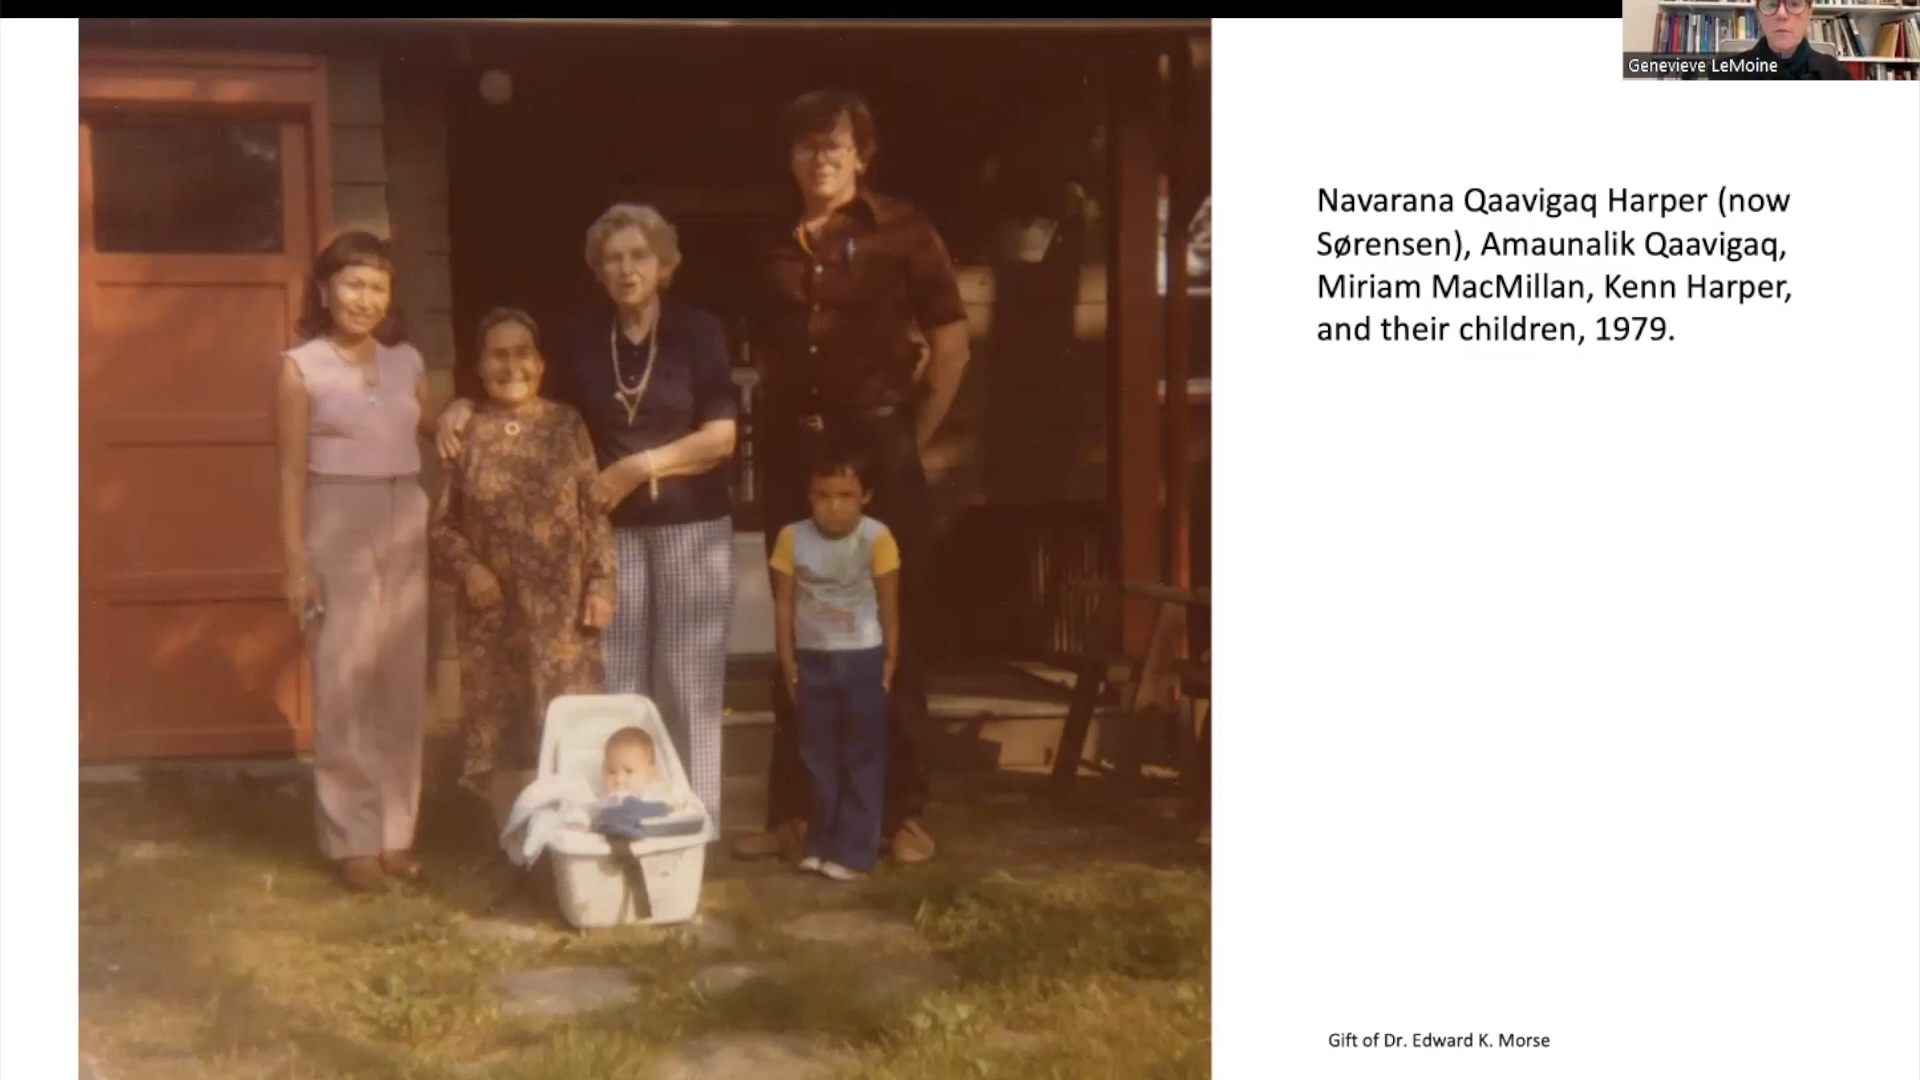 Genevieve LeMoine
Navarana Qaavigaq Harper (now
Sørensen), Amaunalik Qaavigaq,
Miriam MacMillan, Kenn Harper,
and their children, 1979.
Gift of Dr. Edward K. Morse